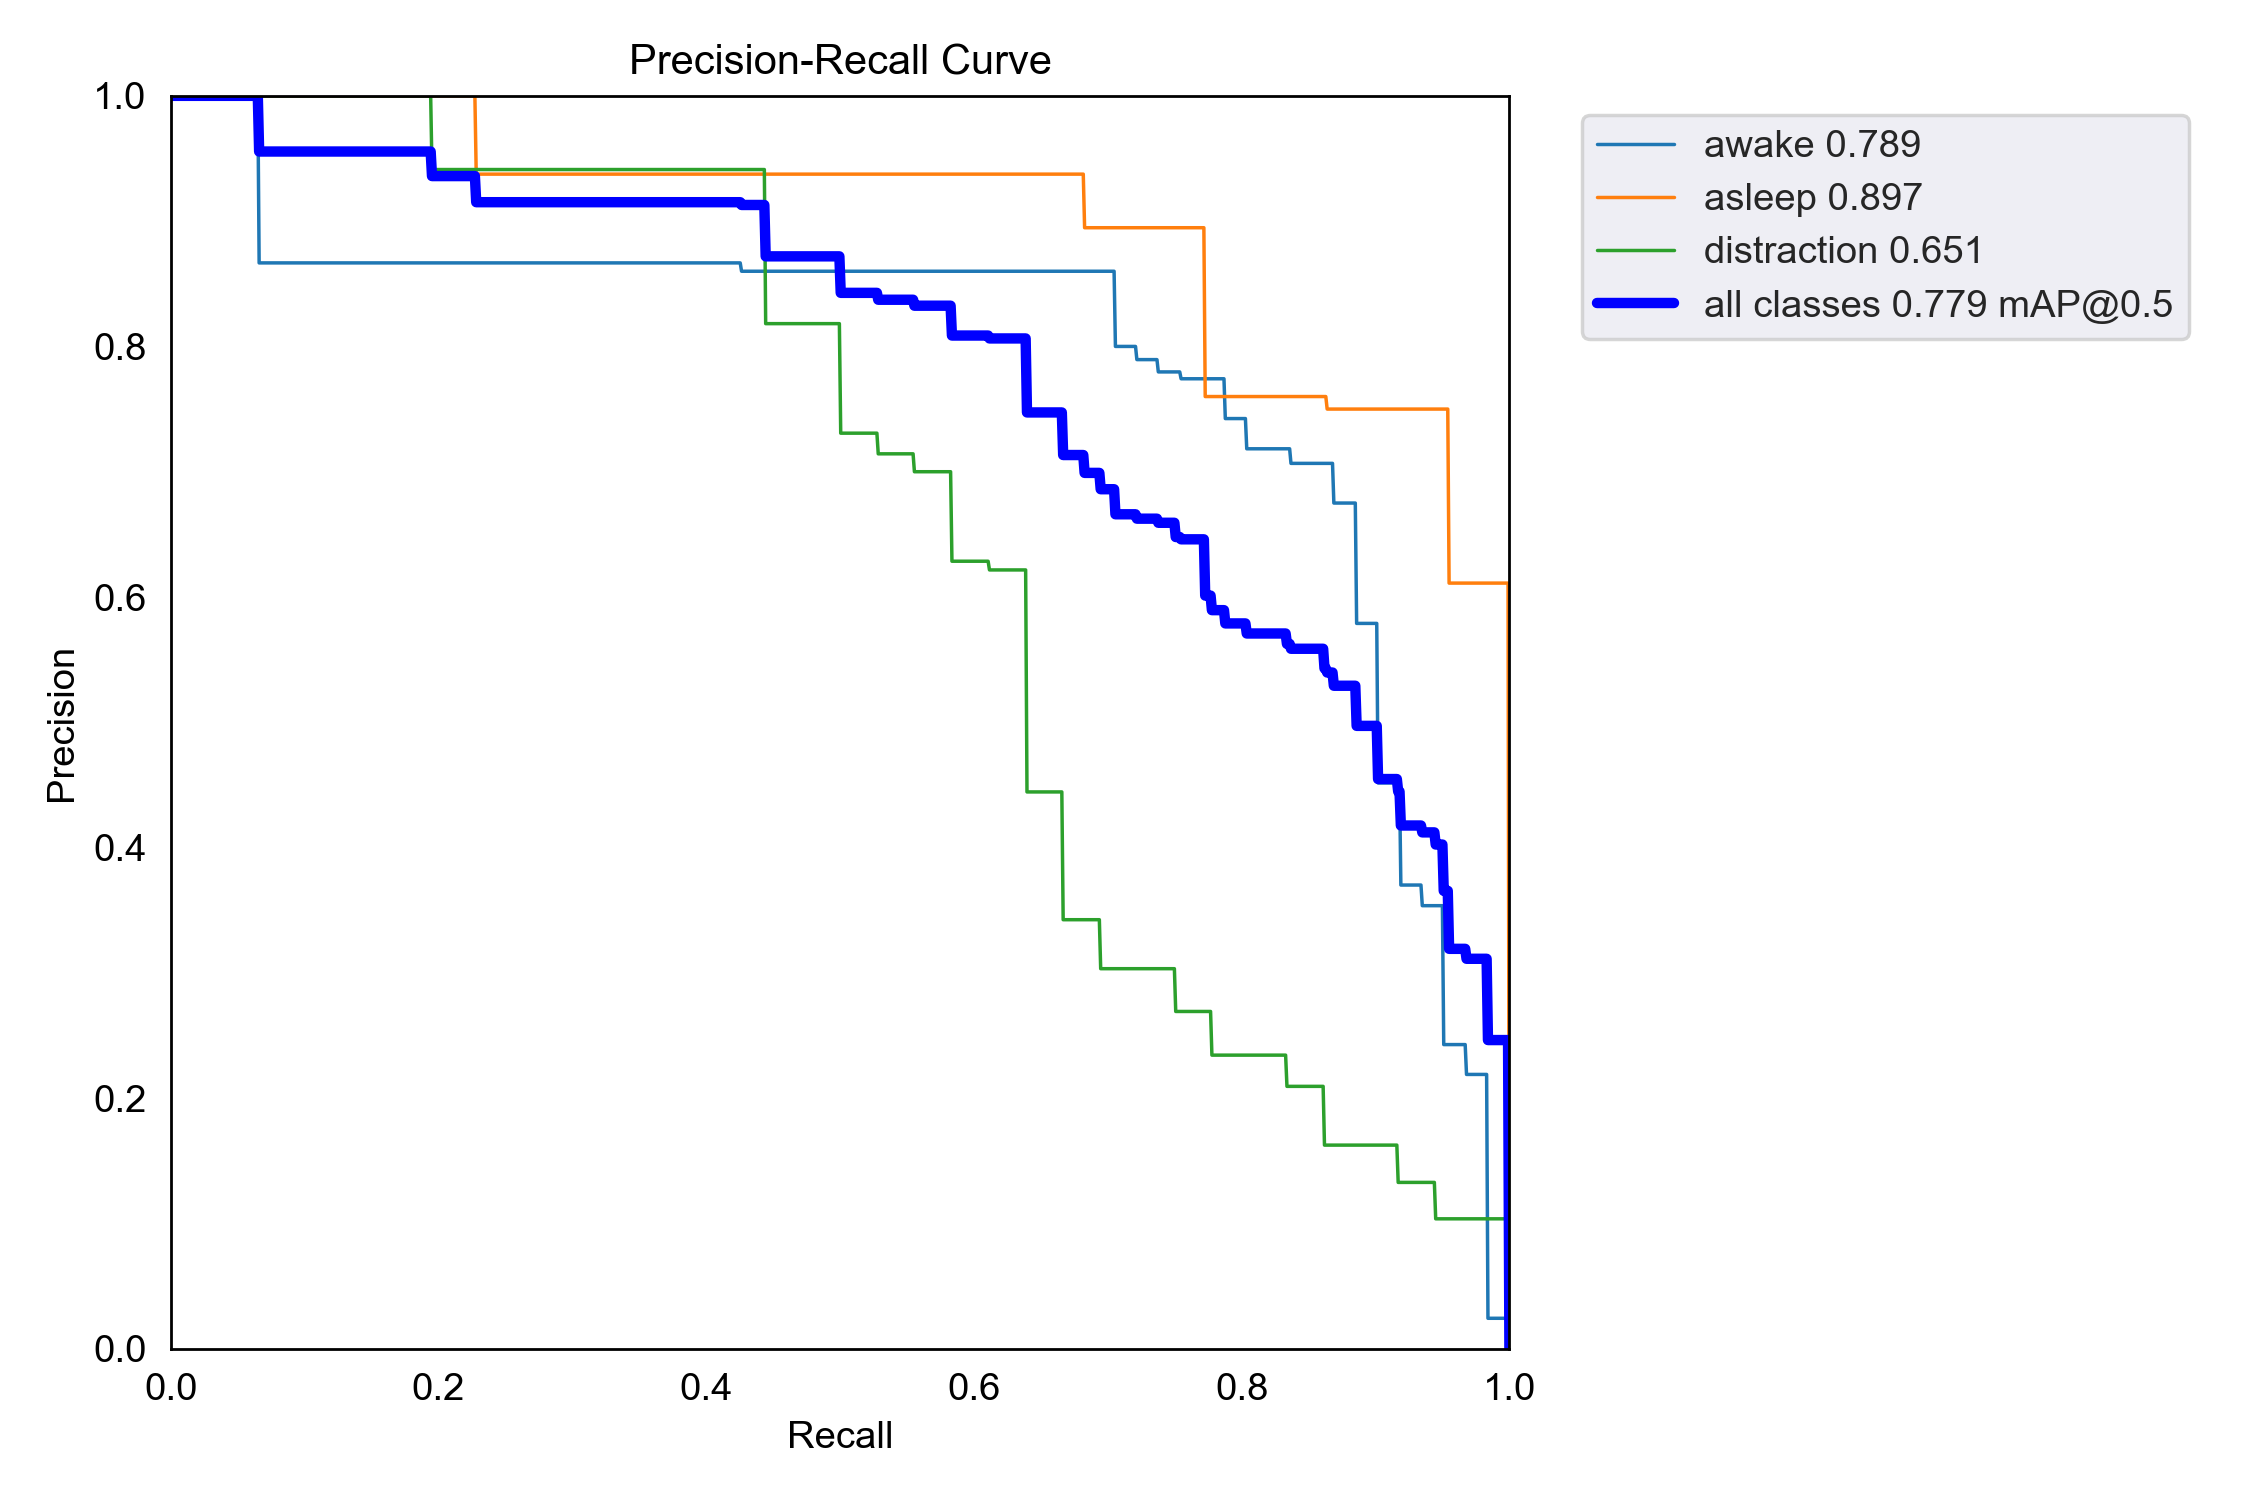 Precision-Recall Curve
1.0
0.8
0.6
0.4
0.2
0.0
Precision
0.0 0.2 0.4 0.6 0.8 1.0
Recall
awake 0.789
asleep 0.897
distraction 0.651
all classes 0.779 mAP@0.5